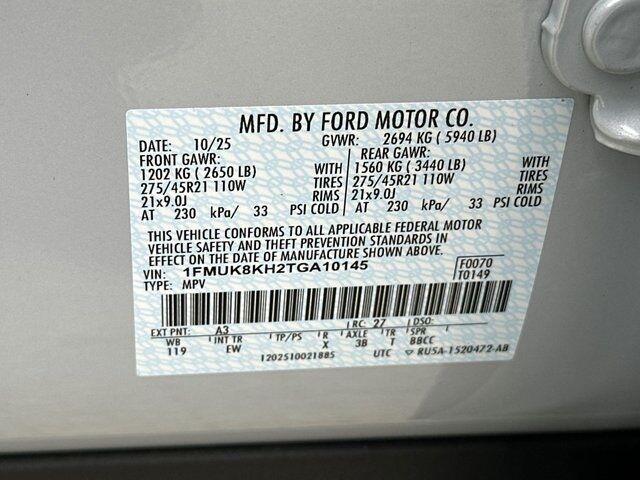 MFD. BY FORD MOTOR CO.
DATE: 10/25 GVWR: 2694 KG ( 5940 LB)
FRONT GAWR: REAR GAWR:
1202 KG ( 2650 LB) WITH 1560 KG ( 3440 LB) WITH
275/45R21 110W TIRES 275/45R21 110W TIRES
21x9.0J RIMS 21x9.0J RIMS
AT 230 kPa/ 33 PSI COLD AT 230 kPa/ 33 PSI COLD
THIS VEHICLE CONFORMS TO ALL APPLICABLE FEDERAL MOTOR
VEHICLE SAFETY AND THEFT PREVENTION STANDARDS IN
EFFECT ON THE DATE OF MANUFACTURE SHOWN ABOVE.
VIN: 1FMUK8KH2TGA10145 F0070
TYPE: MPV T0149
EXT PNT: A3 RC: 27 DSO:
WB INT TR TP/PS R AXLE TR SPR
119 EW X 3B T BBCC
1202510021885 UTC ▽ RU5A-1520472-AB